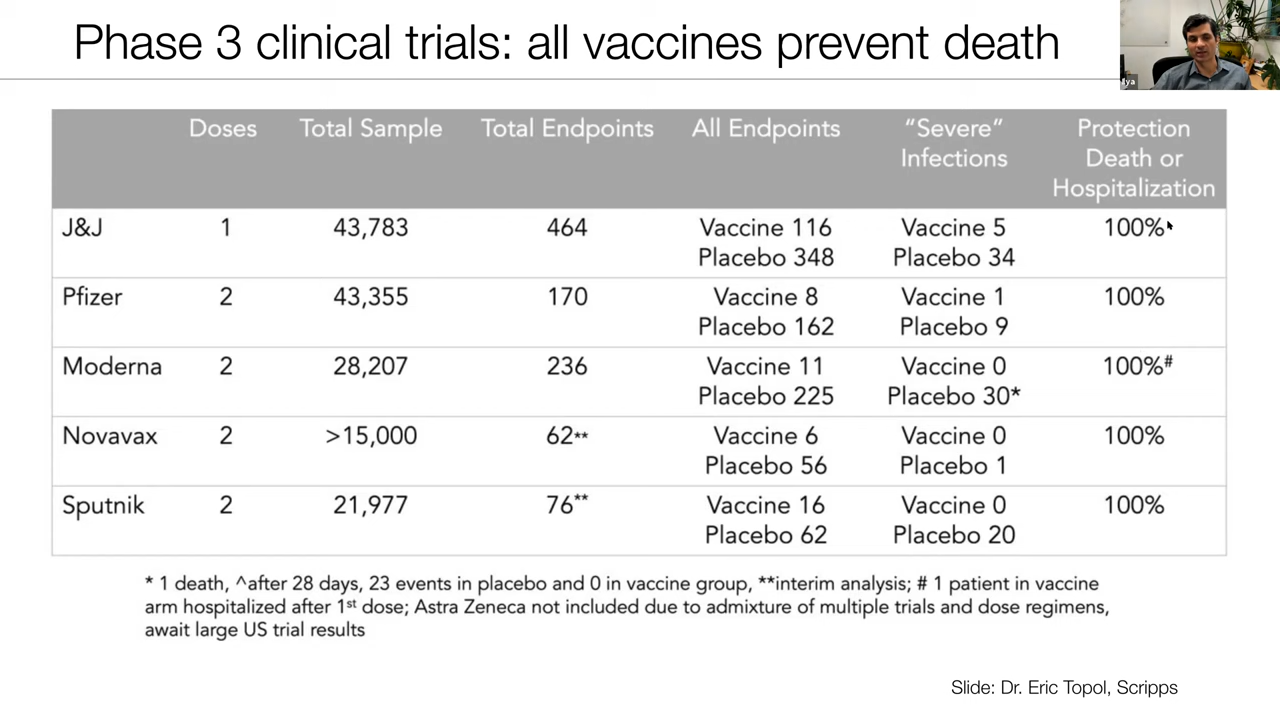 Phase 3 clinical trials: all vaccines prevent death
Doses Total Sample Total Endpoints All Endpoints “Severe” Infections Protection Death or Hospitalization
J&J 1 43,783 464 Vaccine 116 Placebo 348 Vaccine 5 Placebo 34 100%
Pfizer 2 43,355 170 Vaccine 8 Placebo 162 Vaccine 1 Placebo 9 100%
Moderna 2 28,207 236 Vaccine 11 Placebo 225 Vaccine 0 Placebo 30* 100%#
Novavax 2 >15,000 62** Vaccine 6 Placebo 56 Vaccine 0 Placebo 1 100%
Sputnik 2 21,977 76** Vaccine 16 Placebo 62 Vaccine 0 Placebo 20 100%
* 1 death, ^after 28 days, 23 events in placebo and 0 in vaccine group, **interim analysis; # 1 patient in vaccine
arm hospitalized after 1st dose; Astra Zeneca not included due to admixture of multiple trials and dose regimens,
await large US trial results
Slide: Dr. Eric Topol, Scripps